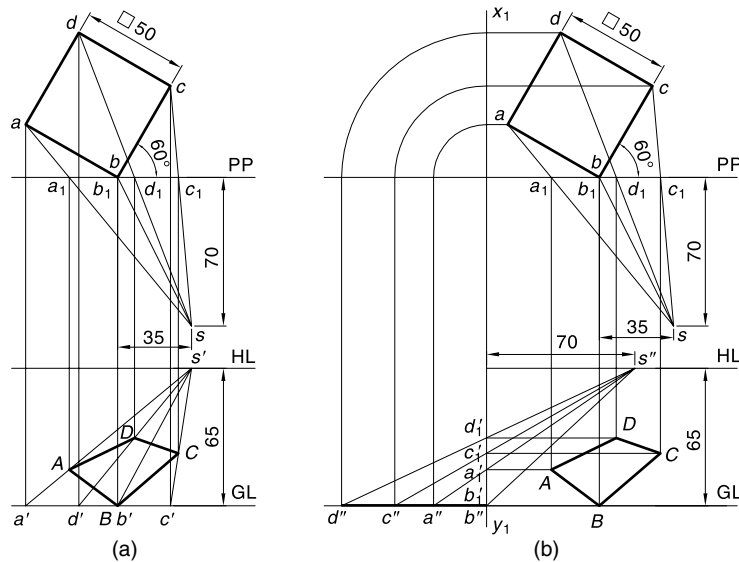 d □ 50
c
a
60°
b PP
a₁ b₁ d₁ c₁
70
s
35
s′ HL
65
D
A C
GL
a′ d′ B b′ c′
(a)
x₁
d □ 50
c
a
60°
b PP
a₁ b₁ d₁ c₁
70
35 s
70 s″ HL
65
d₁′ D
c₁′ C
a₁′ A
b₁′ GL
d″ c″ a″ b″ B
y₁
(b)